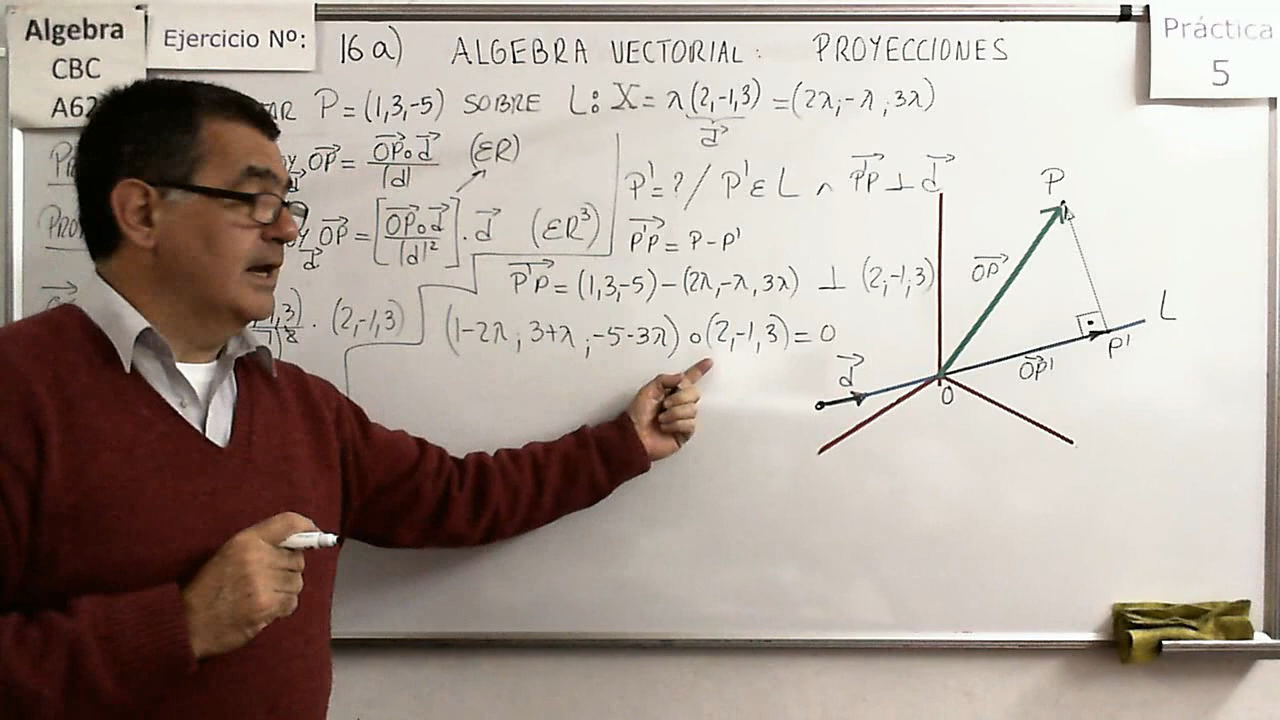 Algebra
CBC
A62
Ejercicio Nº:
16 a) ALGEBRA VECTORIAL: PROYECCIONES
Práctica
5
P = (1,3,-5) SOBRE L: X = λ(2,-1,3) = (2λ;-λ;3λ)
d⃗
OP⃗ = OP⃗∘d⃗ / |d| (∈R)
P'=? / P' ∈ L ∧ P'P⃗ ⊥ d⃗
OP⃗ = [OP⃗∘d⃗ / |d|²] . d⃗ (∈R³)
P'P⃗ = P-P'
P'P⃗ = (1,3,-5)-(2λ,-λ,3λ) ⊥ (2,-1,3)
. (2,-1,3)
(1-2λ; 3+λ; -5-3λ)∘(2,-1,3)=0
P
OP⃗
L
P'
OP'⃗
d⃗
0